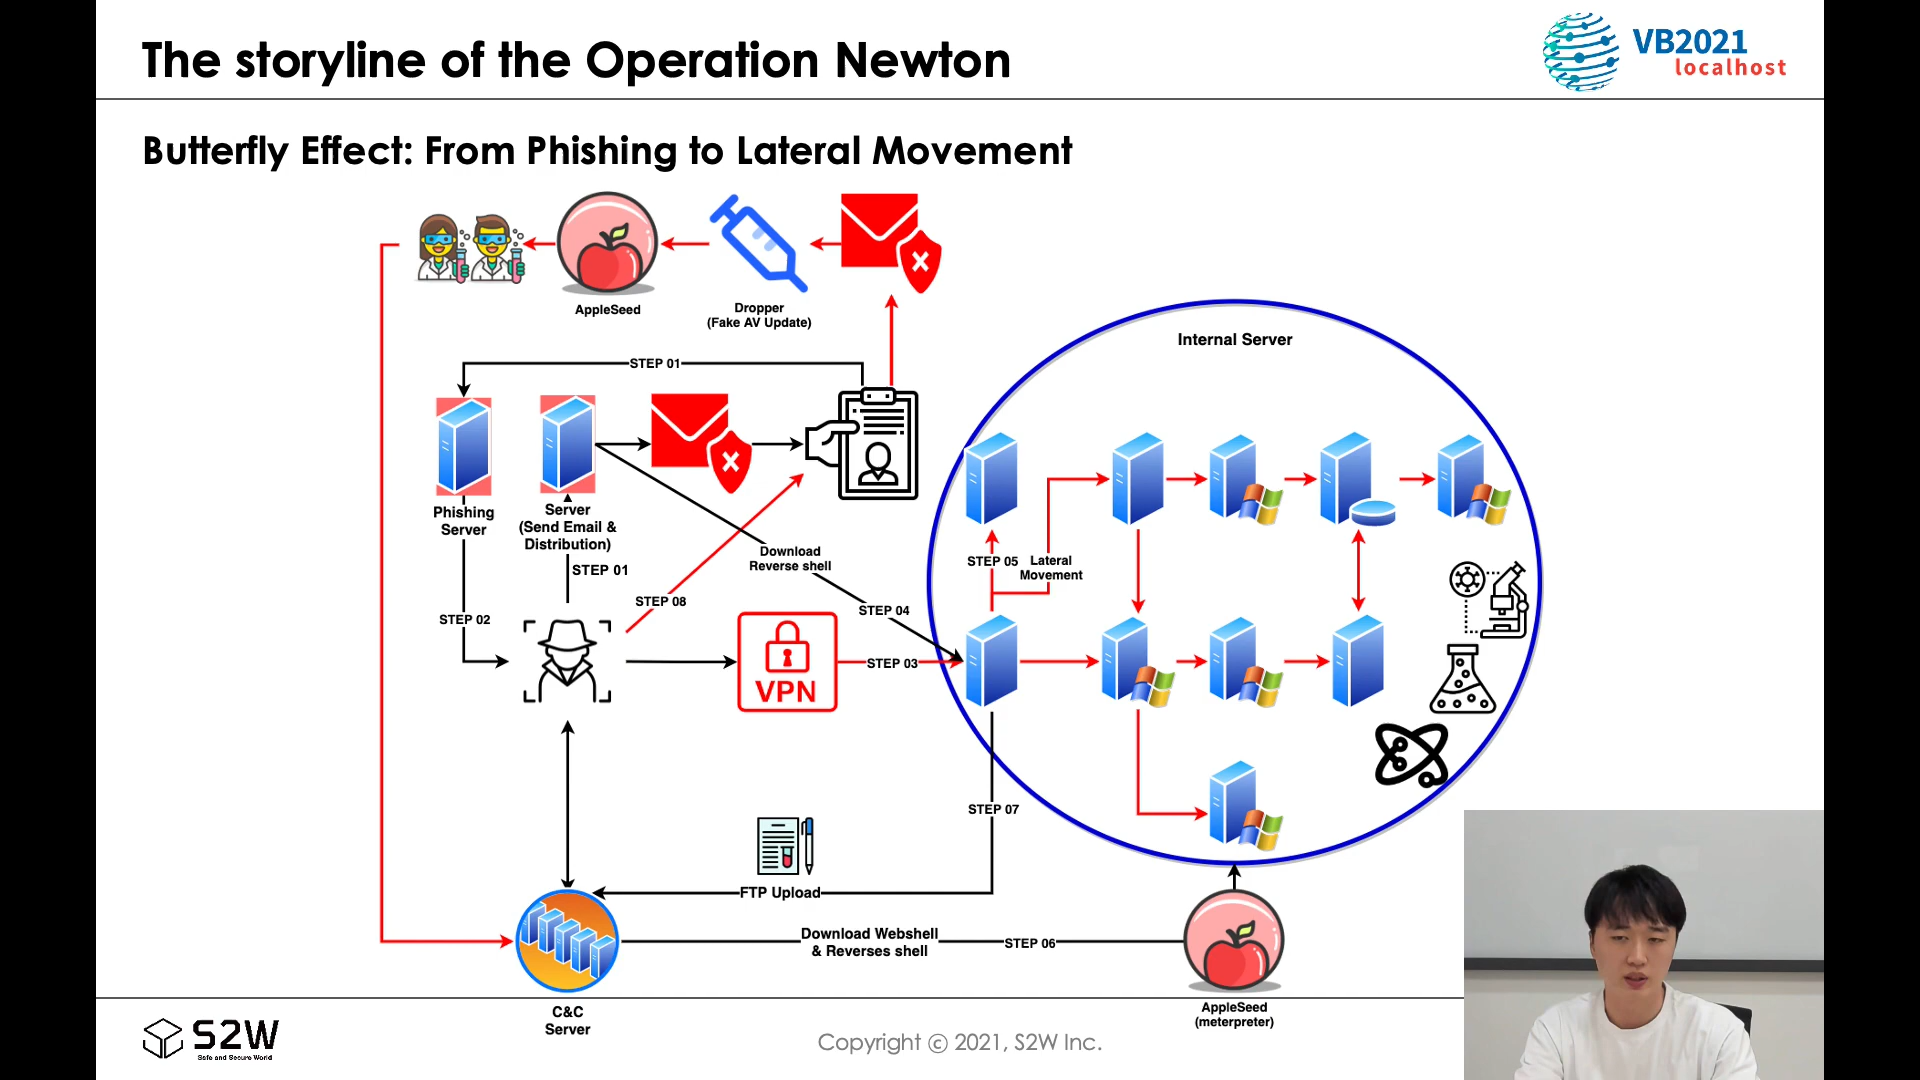 The storyline of the Operation Newton
VB2021
localhost
Butterfly Effect: From Phishing to Lateral Movement
AppleSeed
Dropper
(Fake AV Update)
Internal Server
STEP 01
Phishing
Server
Server
(Send Email &
Distribution)
STEP 01
Download
Reverse shell
STEP 05
Lateral
Movement
STEP 02
STEP 08
STEP 04
VPN
STEP 03
STEP 07
FTP Upload
Download Webshell
& Reverses shell
STEP 06
C&C
Server
AppleSeed
(meterpreter)
S2W
Safe and Secure World
Copyright © 2021, S2W Inc.